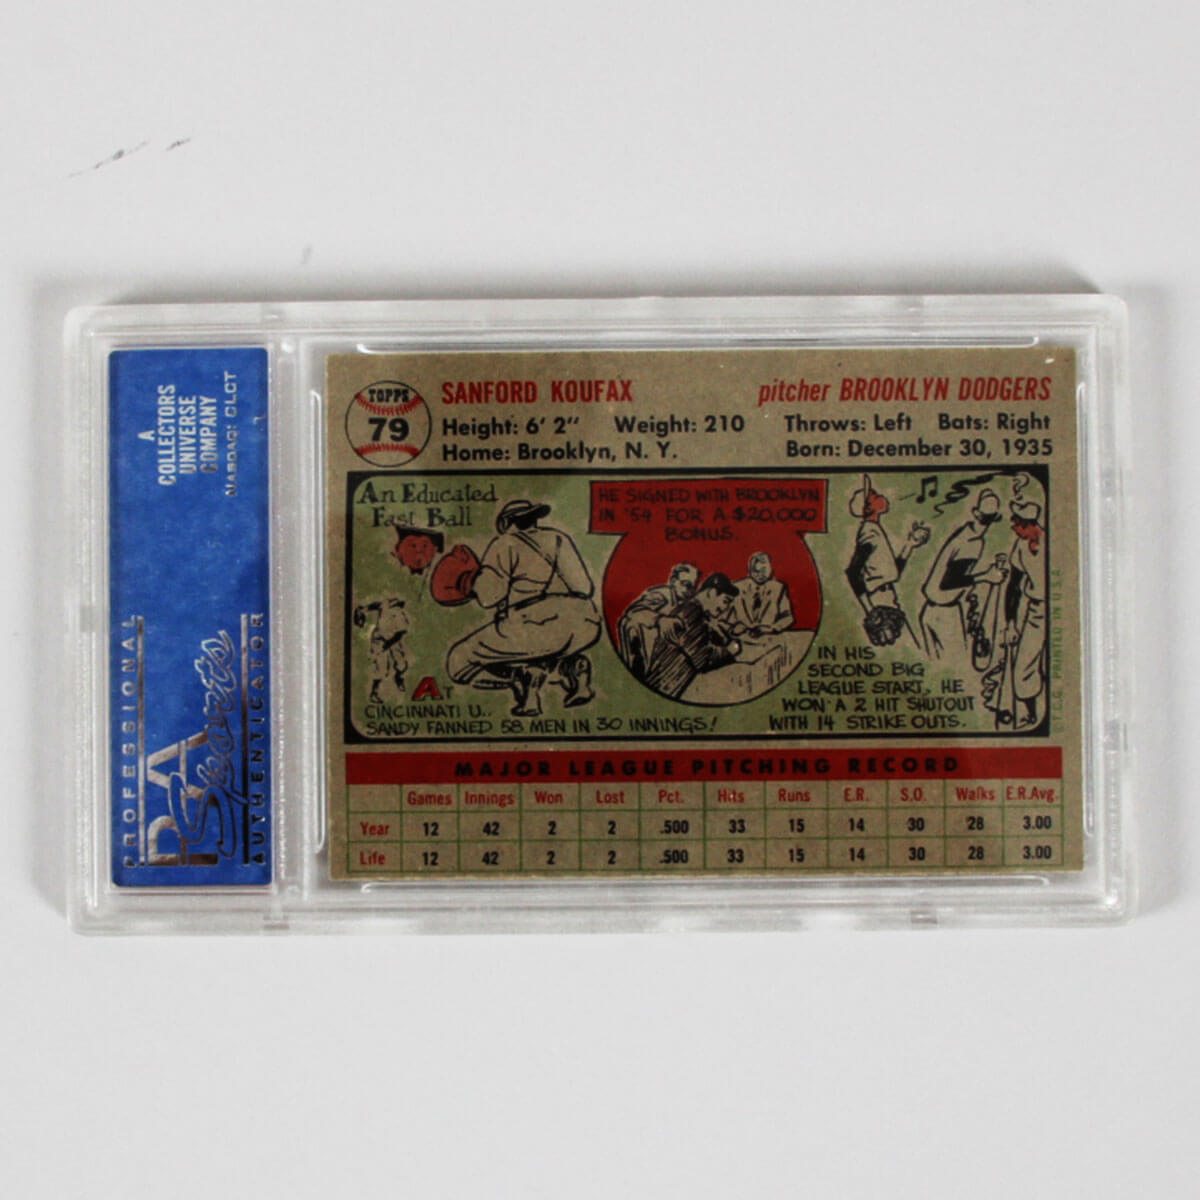 A
COLLECTORS
UNIVERSE
COMPANY
NASDAQ: CLCT
PROFESSIONAL
PSA
Sports
AUTHENTICATOR
TOPPS
79
SANFORD KOUFAX
pitcher BROOKLYN DODGERS
Height: 6' 2" Weight: 210
Throws: Left Bats: Right
Home: Brooklyn, N. Y.
Born: December 30, 1935
An Educated
Fast Ball
AT
CINCINNATI U..
SANDY FANNED 58 MEN IN 30 INNINGS!
HE SIGNED WITH BROOKLYN
IN '54 FOR A $20,000
BONUS.
IN HIS
SECOND BIG
LEAGUE START, HE
WON A 2 HIT SHUTOUT
WITH 14 STRIKE OUTS.
T.C.G. PRINTED IN U.S.A.
MAJOR LEAGUE PITCHING RECORD
Games Innings Won Lost Pct. Hits Runs E.R. S.O. Walks E.R.Avg.
Year 12 42 2 2 .500 33 15 14 30 28 3.00
Life 12 42 2 2 .500 33 15 14 30 28 3.00